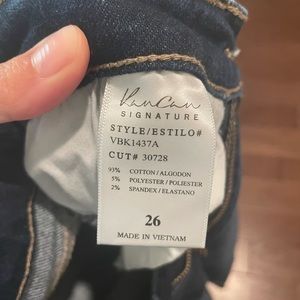 KanCan
SIGNATURE
STYLE/ESTILO#
VBK1437A
CUT# 30728
93% COTTON / ALGODON
5% POLYESTER / POLIESTER
2% SPANDEX / ELASTANO
26
MADE IN VIETNAM